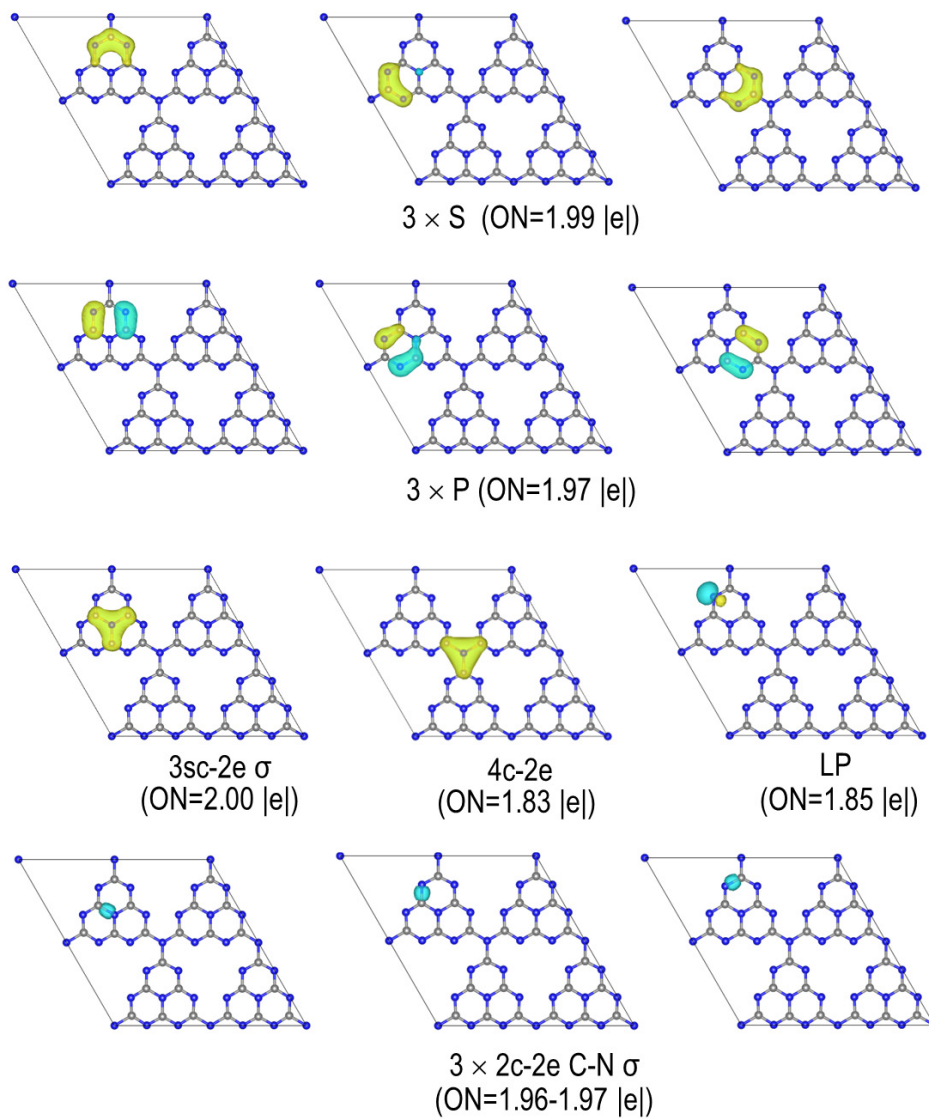 3 × S (ON=1.99 |e|)
3 × P (ON=1.97 |e|)
3sc-2e σ
(ON=2.00 |e|)
4c-2e
(ON=1.83 |e|)
LP
(ON=1.85 |e|)
3 × 2c-2e C-N σ
(ON=1.96-1.97 |e|)